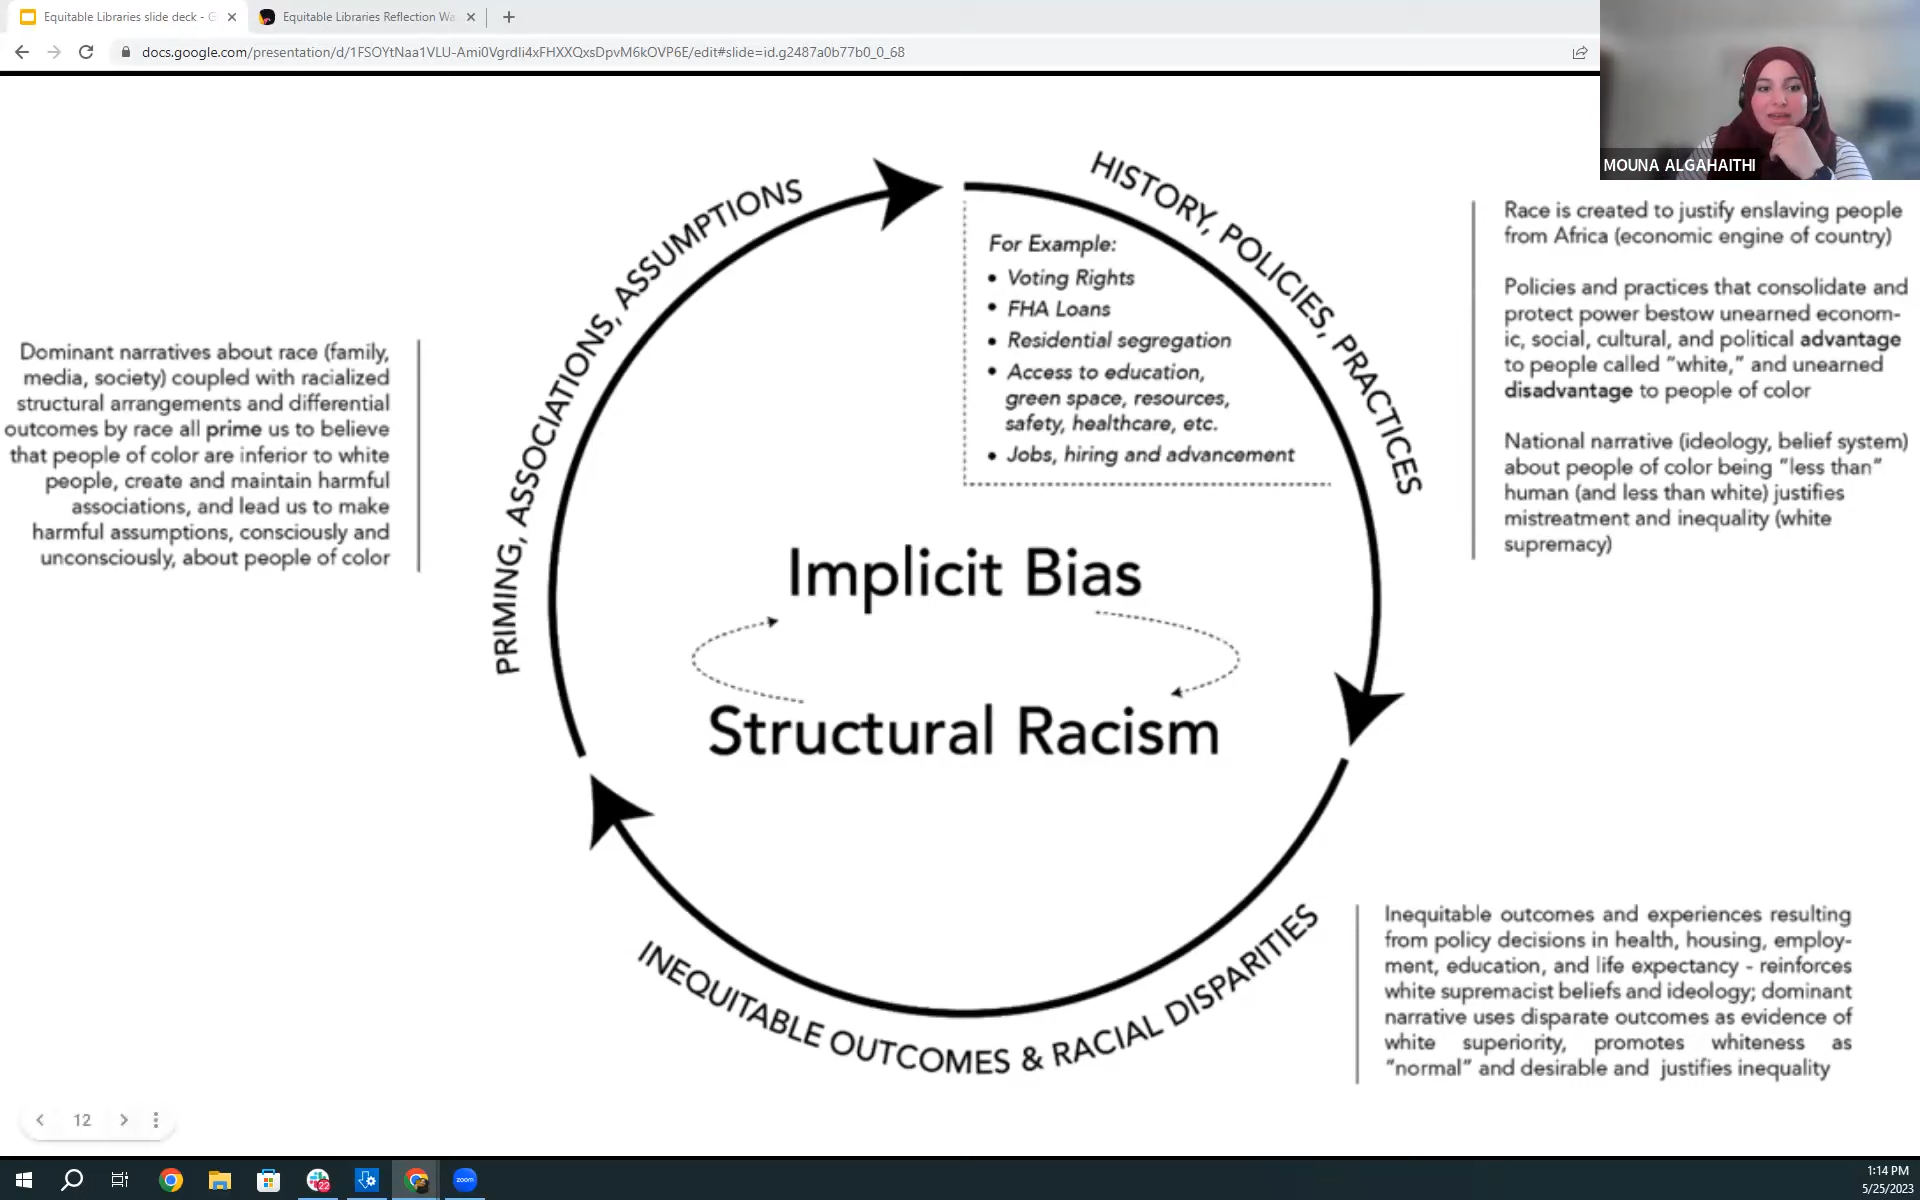 Equitable Libraries slide deck - G
Equitable Libraries Reflection Wa
docs.google.com/presentation/d/1FSOYtNaa1VLU-Ami0Vgrdli4xFHXXQxsDpvM6kOVP6E/edit#slide=id.g2487a0b77b0_0_68
MOUNA ALGAHAITHI
PRIMING, ASSOCIATIONS, ASSUMPTIONS
HISTORY, POLICIES, PRACTICES
For Example:
• Voting Rights
• FHA Loans
• Residential segregation
• Access to education,
green space, resources,
safety, healthcare, etc.
• Jobs, hiring and advancement
Race is created to justify enslaving people
from Africa (economic engine of country)
Policies and practices that consolidate and
protect power bestow unearned econom-
ic, social, cultural, and political advantage
to people called “white,” and unearned
disadvantage to people of color
National narrative (ideology, belief system)
about people of color being “less than”
human (and less than white) justifies
mistreatment and inequality (white
supremacy)
Dominant narratives about race (family,
media, society) coupled with racialized
structural arrangements and differential
outcomes by race all prime us to believe
that people of color are inferior to white
people, create and maintain harmful
associations, and lead us to make
harmful assumptions, consciously and
unconsciously, about people of color
Implicit Bias
Structural Racism
INEQUITABLE OUTCOMES & RACIAL DISPARITIES
Inequitable outcomes and experiences resulting
from policy decisions in health, housing, employ-
ment, education, and life expectancy - reinforces
white supremacist beliefs and ideology; dominant
narrative uses disparate outcomes as evidence of
white superiority, promotes whiteness as
“normal” and desirable and justifies inequality
12
22
zoom
1:14 PM
5/25/2023